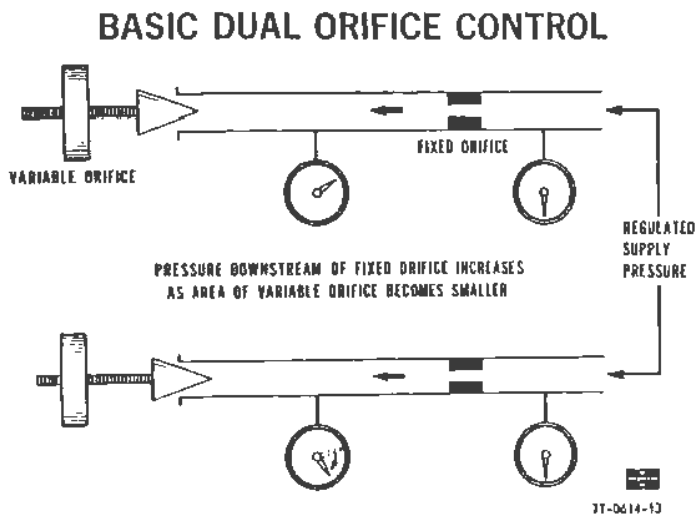 BASIC DUAL ORIFICE CONTROL
FIXED ORIFICE
VARIABLE ORIFICE
REGULATED
SUPPLY
PRESSURE
PRESSURE DOWNSTREAM OF FIXED ORIFICE INCREASES
AS AREA OF VARIABLE ORIFICE BECOMES SMALLER